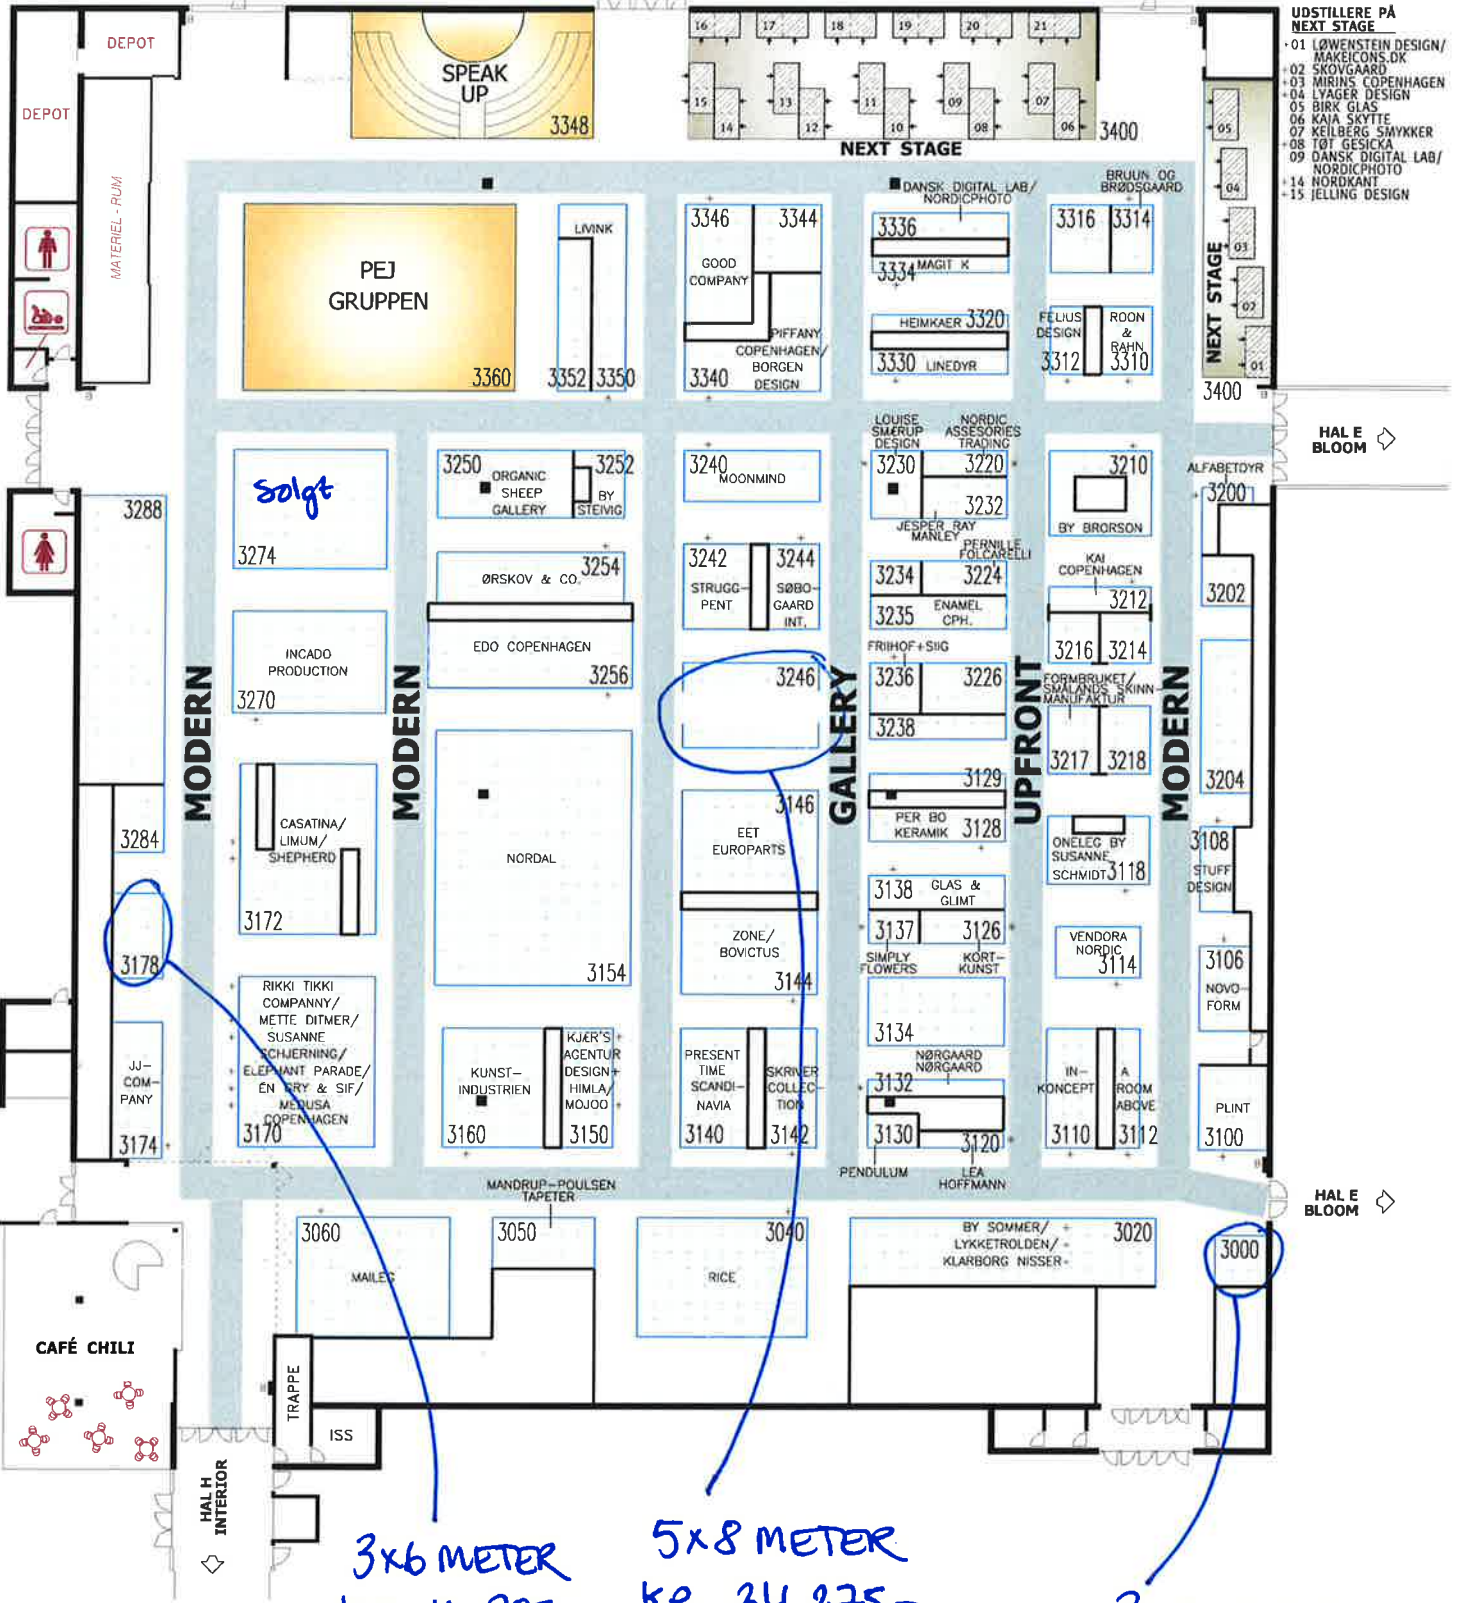 UDSTILLERE PÅ
NEXT STAGE
01 LØWENSTEIN DESIGN/
MAKEICONS.DK
02 SKOVGAARD
03 MIRINS COPENHAGEN
04 LYAGER DESIGN
05 BIRK GLAS
06 KAJA SKYTTE
07 KEILBERG SMYKKER
08 TØT GESICKA
09 DANSK DIGITAL LAB/
NORDICPHOTO
14 NORDKANT
15 JELLING DESIGN
DEPOT
DEPOT
MATERIEL - RUM
SPEAK
UP
3348
16 17 18 19 20 21
15 13 11 09 07
14 12 10 08 06
3400
NEXT STAGE
05
04
03
02
01
NEXT STAGE
3400
PEJ
GRUPPEN
3360
LIVINK
3352 3350
3346 3344
GOOD
COMPANY
PIFFANY
COPENHAGEN/
BORGEN
DESIGN
3340
DANSK DIGITAL LAB/
NORDICPHOTO
3336
3334 MAGIT K
HEIMKAER 3320
3330 LINEDYR
BRUUN OG
BRØDSGAARD
3316 3314
FELIUS
DESIGN
3312
ROON
&
RAHN
3310
HAL E
BLOOM
3288
Solgt
3274
3250
ORGANIC
SHEEP
GALLERY
3252
BY
STEIVIG
ØRSKOV & CO. 3254
EDO COPENHAGEN
3256
3240
MOONMIND
3242
STRUGG-
PENT
3244
SØBO-
GAARD
INT.
3246
LOUISE
SMÆRUP
DESIGN
3230
NORDIC
ASSESORIES
TRADING
3220
3232
JESPER RAY
MANLEY
PERNILLE
FOLCARELLI
3234 3224
3235
ENAMEL
CPH.
FRIIHOF+SIIG
3236 3226
3238
3210
BY BRORSON
KAI
COPENHAGEN
3212
3216 3214
FORMBRUKET/
SMÅLANDS SKINN-
MANUFAKTUR
3217 3218
ALFABETDYR
3200
3202
3204
INCADO
PRODUCTION
3270
MODERN
MODERN
GALLERY
UPFRONT
MODERN
3284
3178
JJ-
COM-
PANY
3174
CASATINA/
LIMUM/
SHEPHERD
3172
RIKKI TIKKI
COMPANNY/
METTE DITMER/
SUSANNE
SCHJERNING/
ELEPHANT PARADE/
EN GRY & SIF/
MEDUSA
COPENHAGEN
3170
NORDAL
3154
KUNST-
INDUSTRIEN
3160
KJÆR'S
AGENTUR
DESIGN
HIMLA/
MOJOO
3150
3146
EET
EUROPARTS
ZONE/
BOVICTUS
3144
PRESENT
TIME
SCANDI-
NAVIA
3140
SKRIVER
COLLEC-
TION
3142
3129
PER BO
KERAMIK 3128
3138
GLAS &
GLIMT
3137 3126
SIMPLY
FLOWERS
KORT-
KUNST
3134
NØRGAARD
NØRGAARD
3132
3130 3120
PENDULUM
LEA
HOFFMANN
ONELEG BY
SUSANNE
SCHMIDT 3118
VENDORA
NORDIC
3114
IN-
KONCEPT
3110
A
ROOM
ABOVE
3112
3108
STUFF
DESIGN
3106
NOVO-
FORM
PLINT
3100
HAL E
BLOOM
3060
MAILEG
MANDRUP-POULSEN
TAPETER
3050
3040
RICE
BY SOMMER/
LYKKETROLDEN/
KLARBORG NISSER
3020
3000
CAFÉ CHILI
TRAPPE
ISS
HAL H
INTERIOR
3x6 METER
5x8 METER